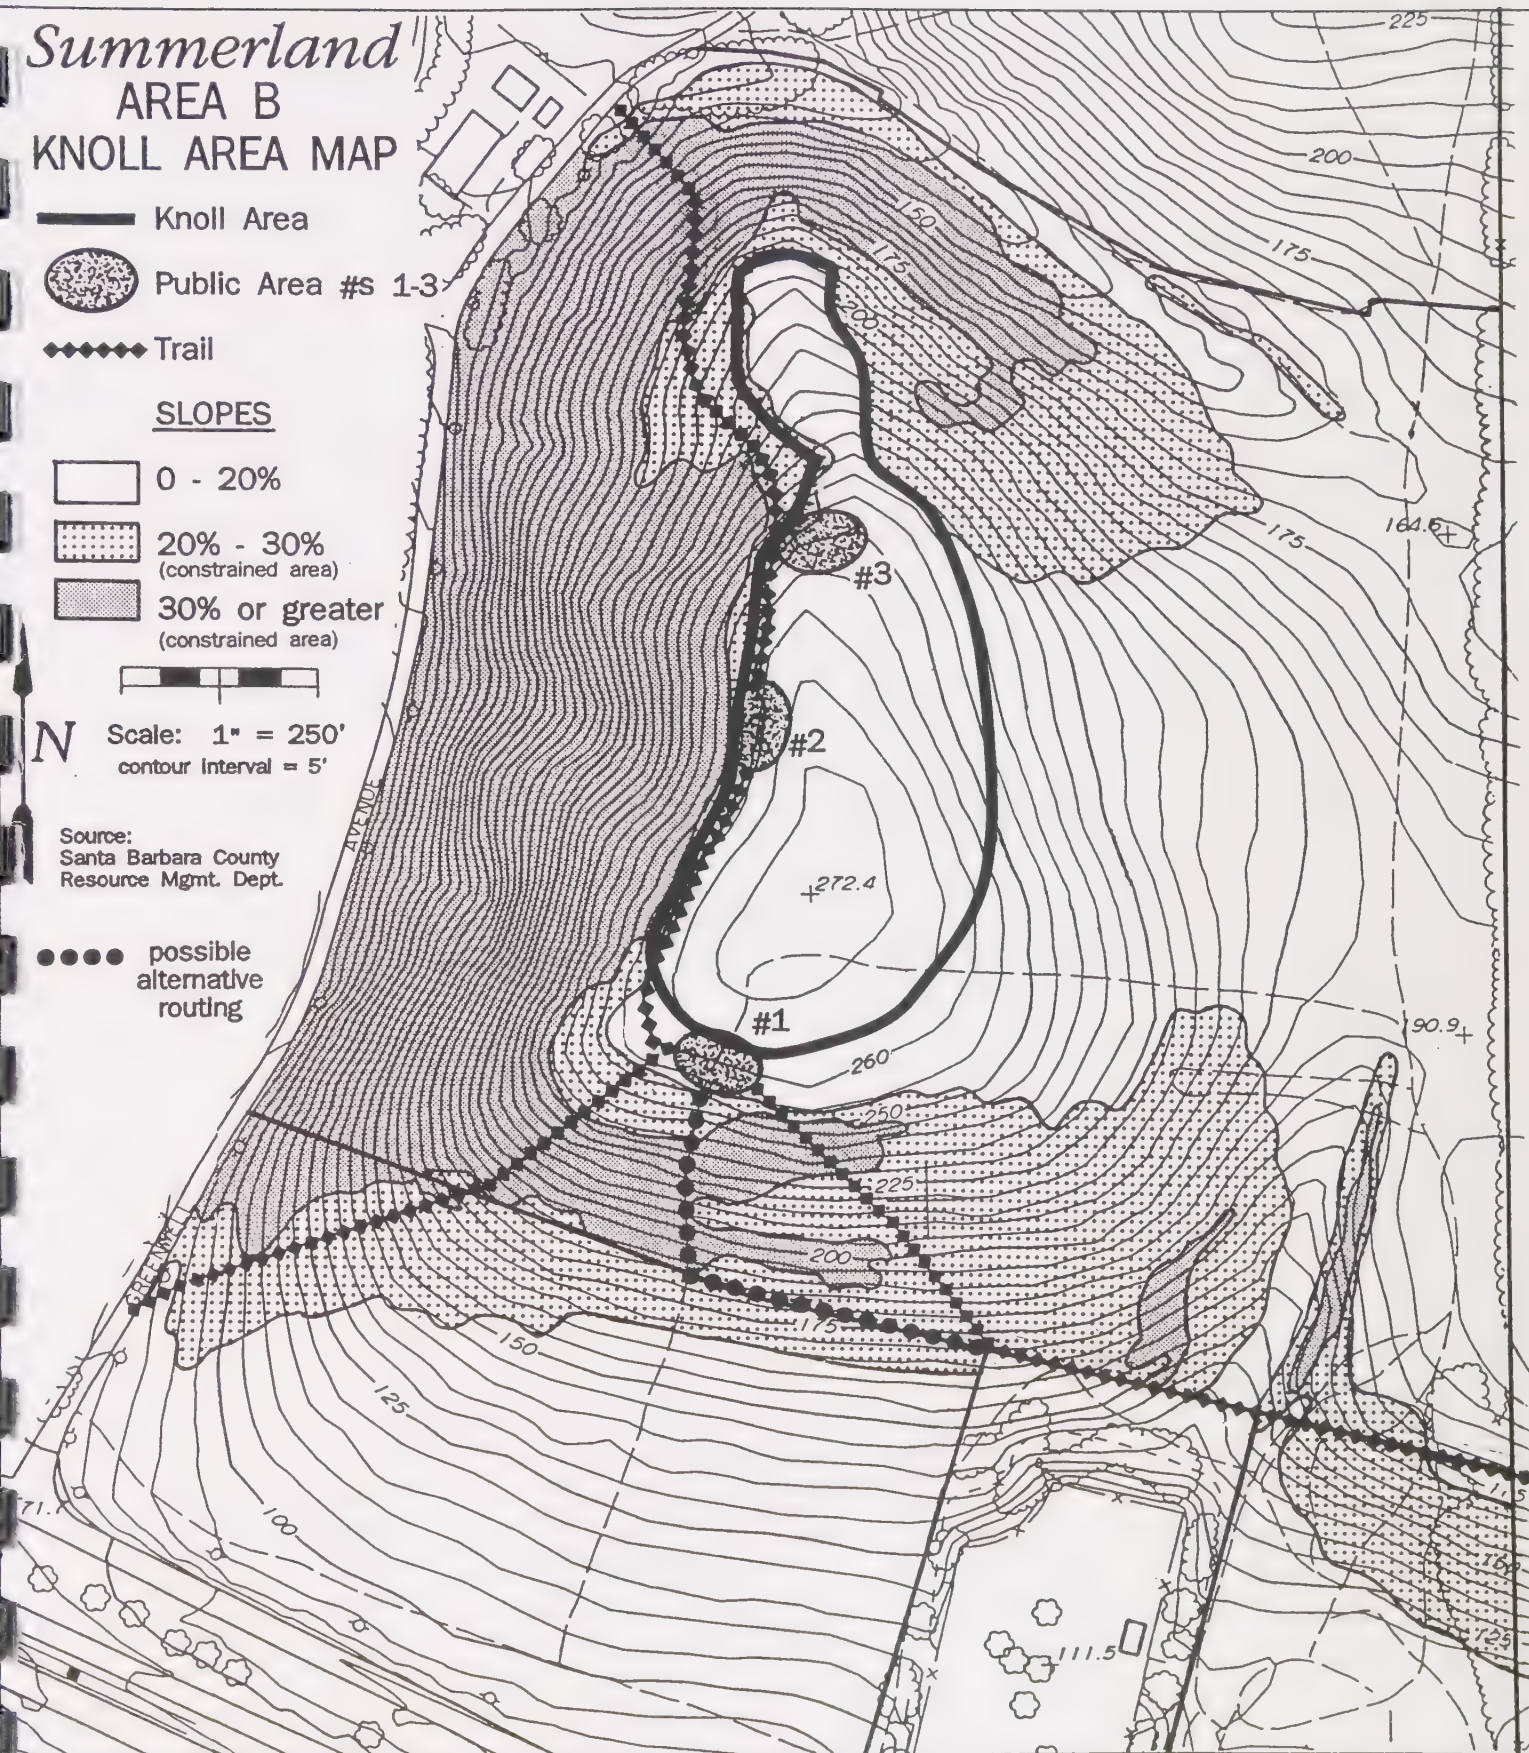 Summerland
AREA B
KNOLL AREA MAP
Knoll Area
Public Area #s 1-3
Trail
SLOPES
0 - 20%
20% - 30%
(constrained area)
30% or greater
(constrained area)
N
Scale: 1" = 250'
contour interval = 5'
Source:
Santa Barbara County
Resource Mgmt. Dept.
possible
alternative
routing
225
200
175
150
175
200
164.6
175
#3
#2
AVENUE
272.4
#1
90.9
260
250
225
200
175
150
125
100
111.5
125